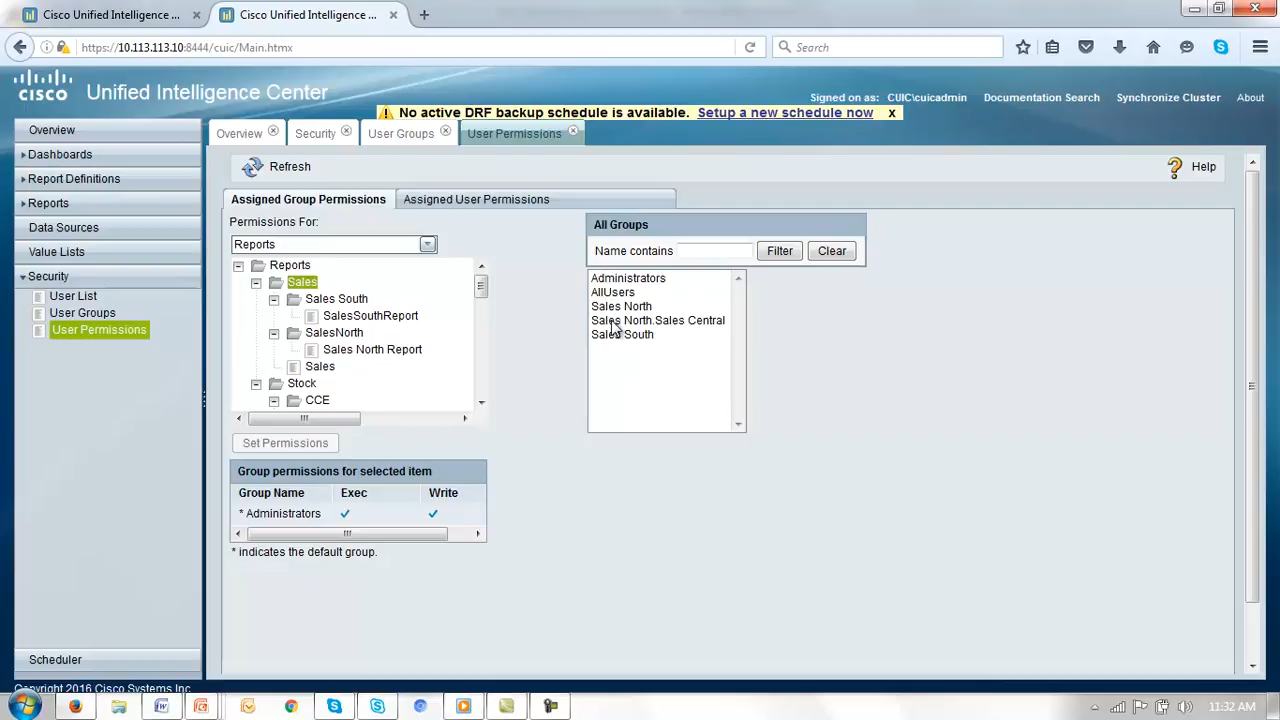 Cisco Unified Intelligence ...
Cisco Unified Intelligence ...
https://10.113.113.10:8444/cuic/Main.htmx
Search
CISCO
Unified Intelligence Center
No active DRF backup schedule is available. Setup a new schedule now x
Signed on as: CUIC\cuicadmin Documentation Search Synchronize Cluster About
Overview
Dashboards
Report Definitions
Reports
Data Sources
Value Lists
Security
User List
User Groups
User Permissions
Scheduler
Copyright 2016 Cisco Systems Inc
Overview
Security
User Groups
User Permissions
Refresh
Help
Assigned Group Permissions
Assigned User Permissions
Permissions For:
Reports
Reports
Sales
Sales South
SalesSouthReport
SalesNorth
Sales North Report
Sales
Stock
CCE
Set Permissions
Group permissions for selected item
Group Name Exec Write
* Administrators
* indicates the default group.
All Groups
Name contains
Filter
Clear
Administrators
AllUsers
Sales North
Sales North.Sales Central
Sales South
11:32 AM